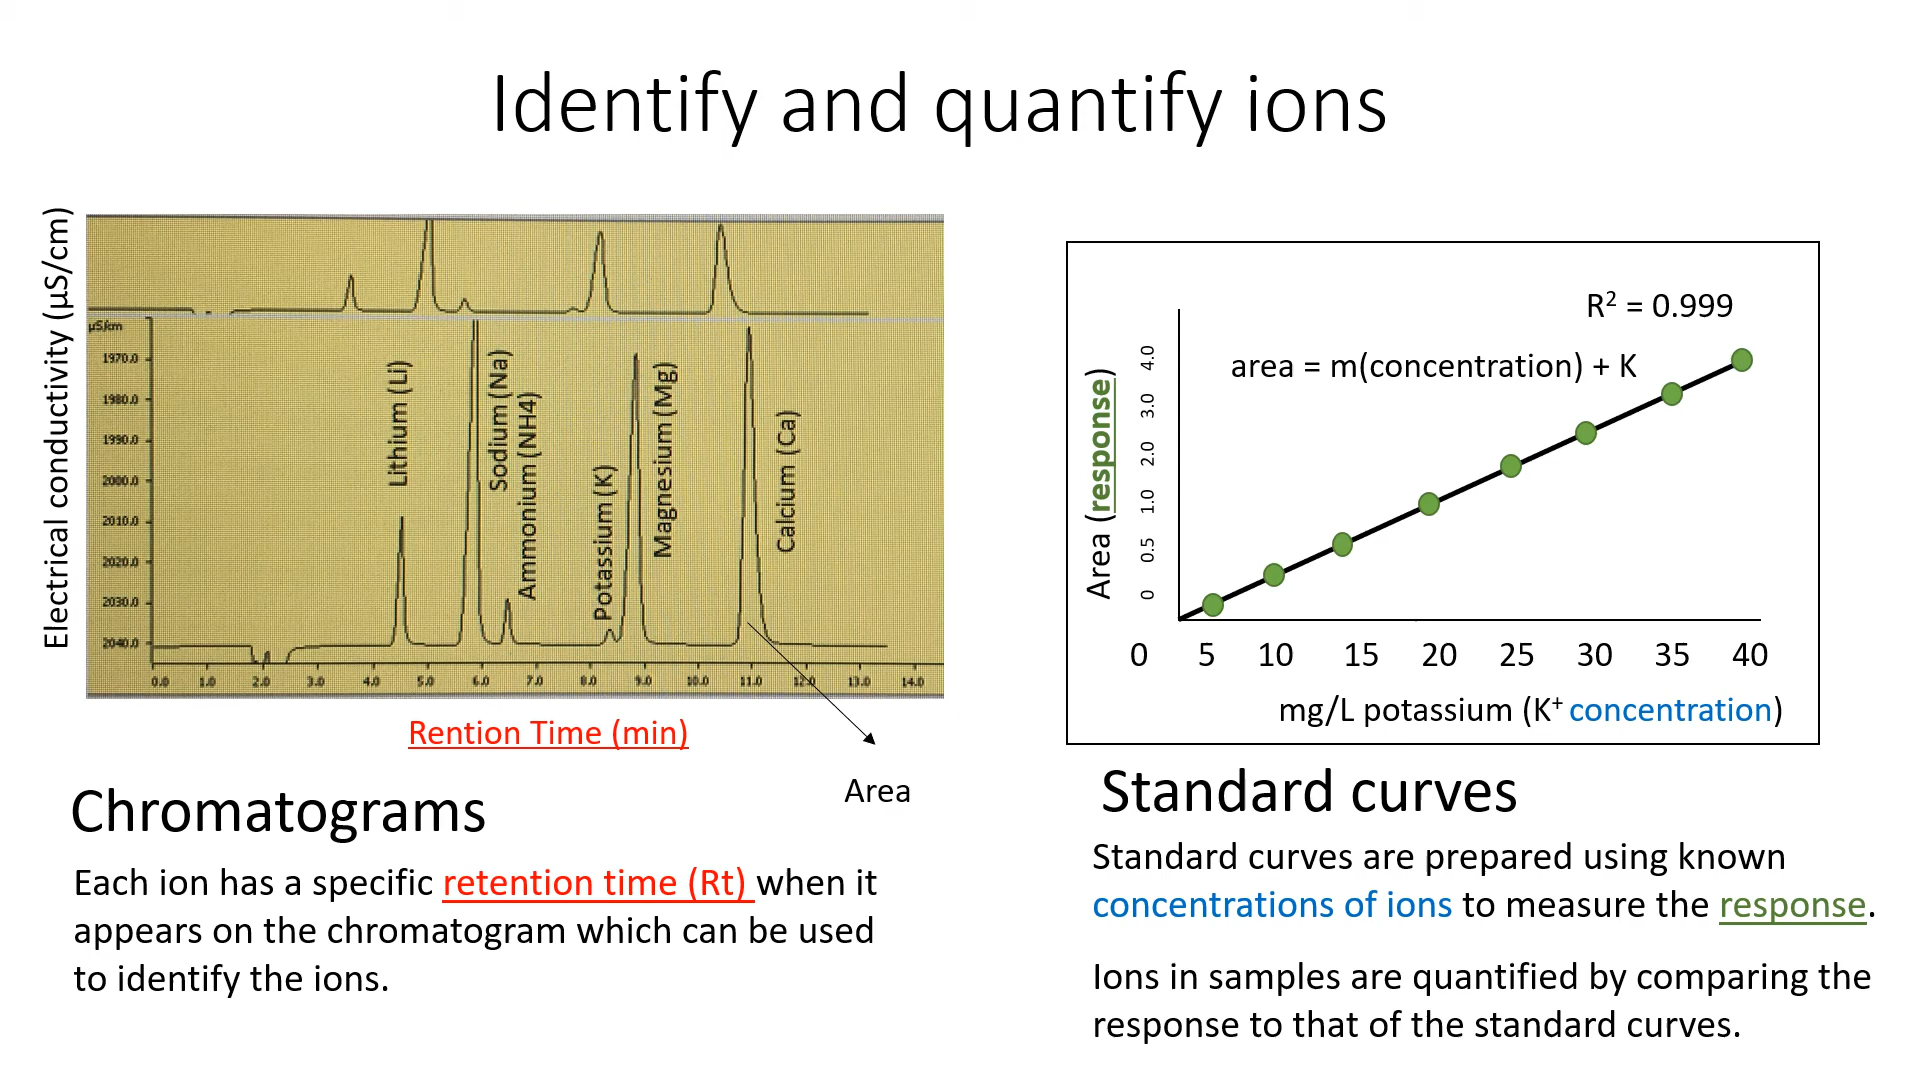 Identify and quantify ions
Electrical conductivity (µS/cm)
µS/cm
1970.0
1980.0
1990.0
2000.0
2010.0
2020.0
2030.0
2040.0
Lithium (Li)
Sodium (Na)
Ammonium (NH4)
Potassium (K)
Magnesium (Mg)
Calcium (Ca)
0.0 1.0 2.0 3.0 4.0 5.0 6.0 7.0 8.0 9.0 10.0 11.0 12.0 13.0 14.0
Rention Time (min)
Area
Chromatograms
Each ion has a specific retention time (Rt) when it
appears on the chromatogram which can be used
to identify the ions.
R² = 0.999
area = m(concentration) + K
Area (response)
4.0
3.0
2.0
1.0
0.5
0
0 5 10 15 20 25 30 35 40
mg/L potassium (K⁺ concentration)
Standard curves
Standard curves are prepared using known
concentrations of ions to measure the response.
Ions in samples are quantified by comparing the
response to that of the standard curves.